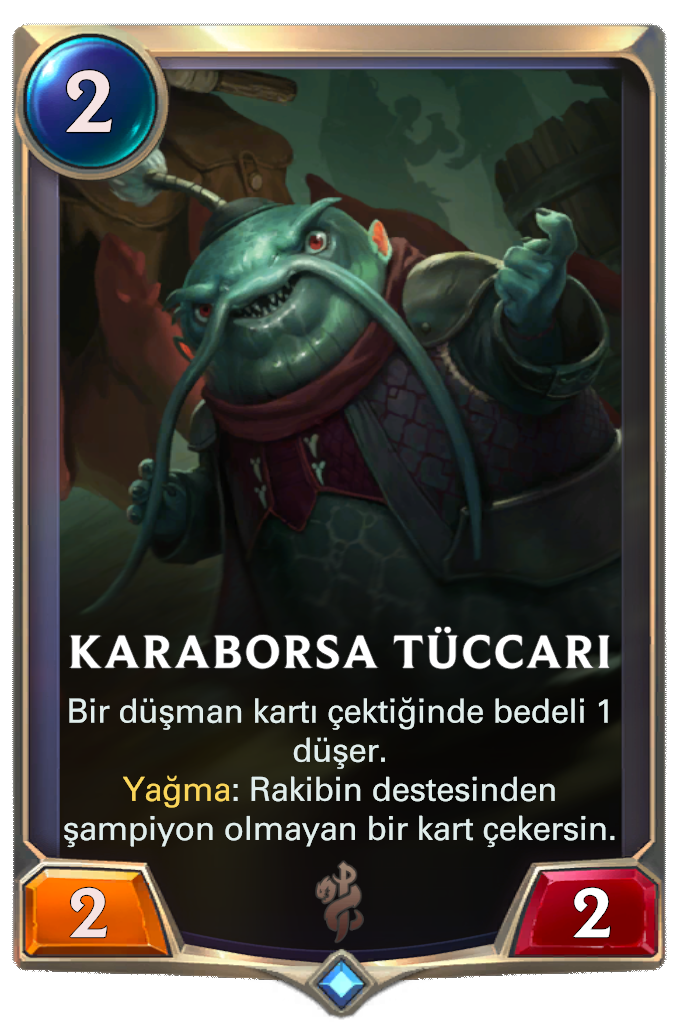 2
KARABORSA TÜCCARI
Bir düşman kartı çektiğinde bedeli 1
düşer.
Yağma: Rakibin destesinden
şampiyon olmayan bir kart çekersin.
2
2